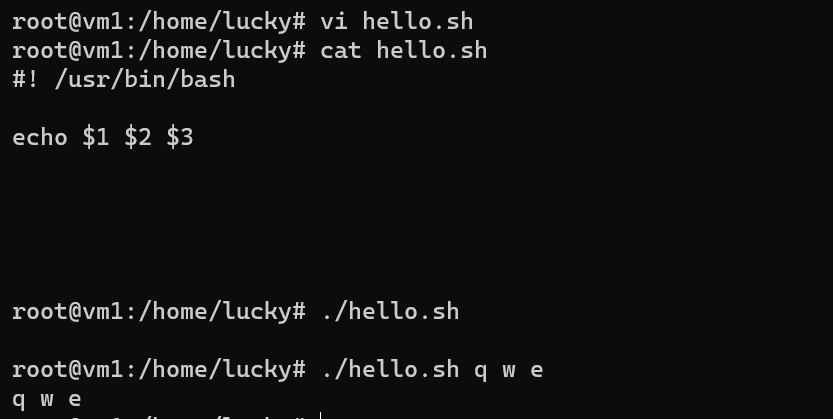 root@vm1:/home/lucky# vi hello.sh
root@vm1:/home/lucky# cat hello.sh
#! /usr/bin/bash
echo $1 $2 $3
root@vm1:/home/lucky# ./hello.sh
root@vm1:/home/lucky# ./hello.sh q w e
q w e